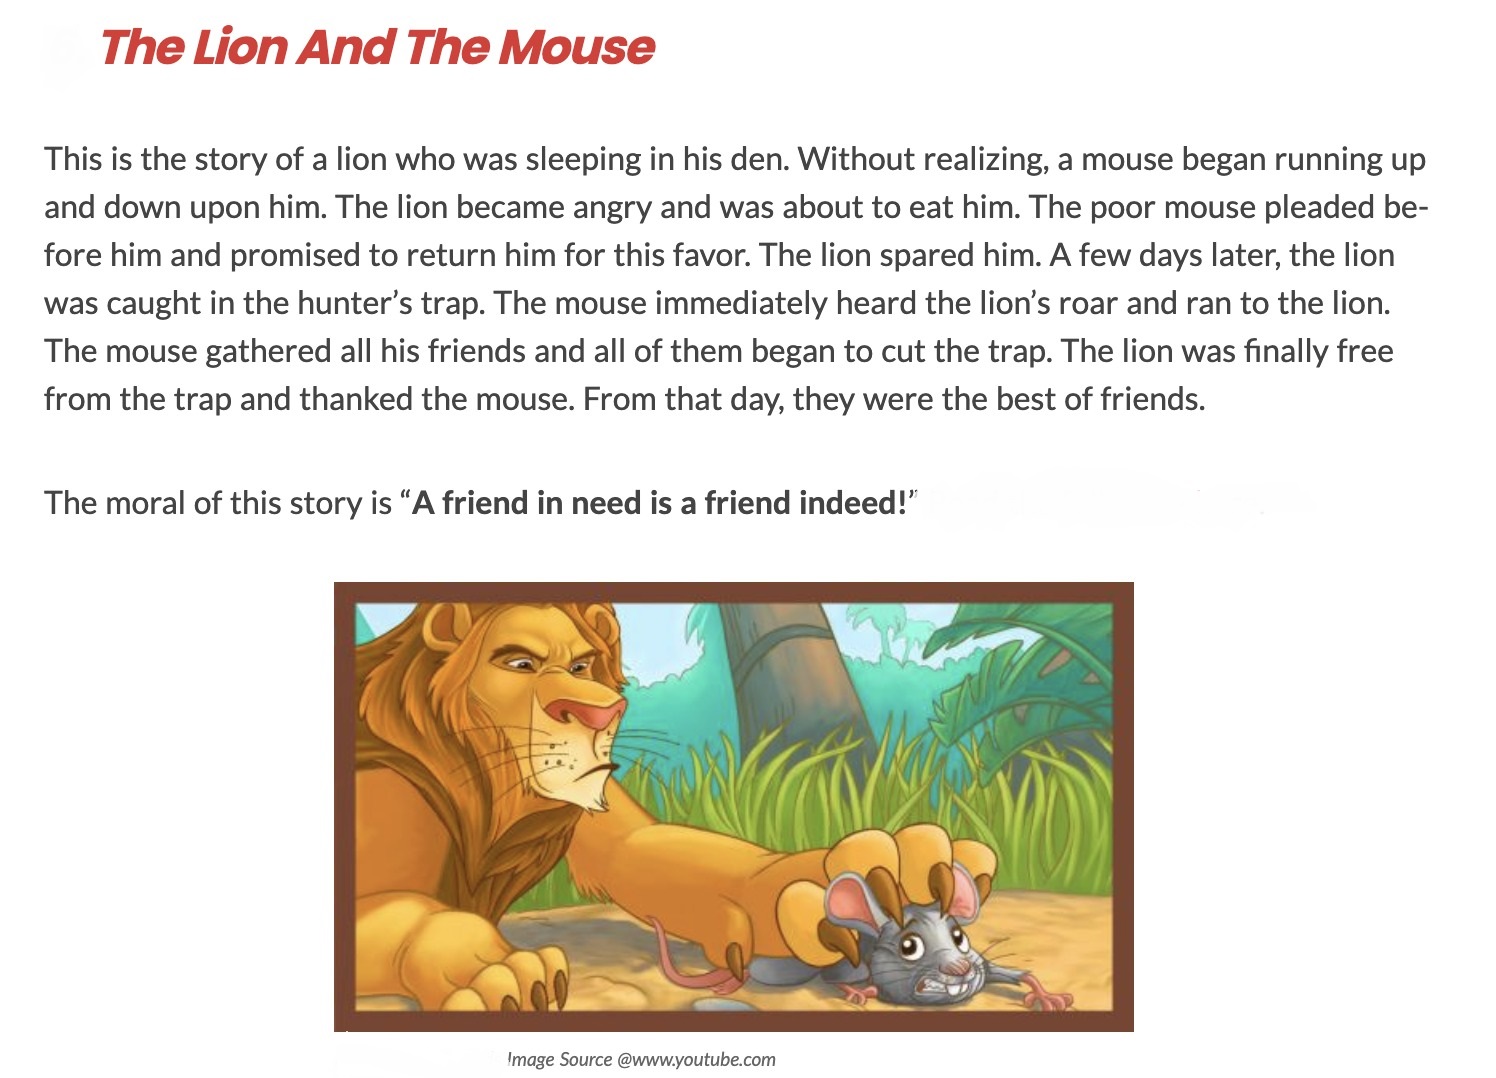 The Lion And The Mouse
This is the story of a lion who was sleeping in his den. Without realizing, a mouse began running up
and down upon him. The lion became angry and was about to eat him. The poor mouse pleaded be-
fore him and promised to return him for this favor. The lion spared him. A few days later, the lion
was caught in the hunter’s trap. The mouse immediately heard the lion’s roar and ran to the lion.
The mouse gathered all his friends and all of them began to cut the trap. The lion was finally free
from the trap and thanked the mouse. From that day, they were the best of friends.
The moral of this story is “A friend in need is a friend indeed!”
Image Source @www.youtube.com